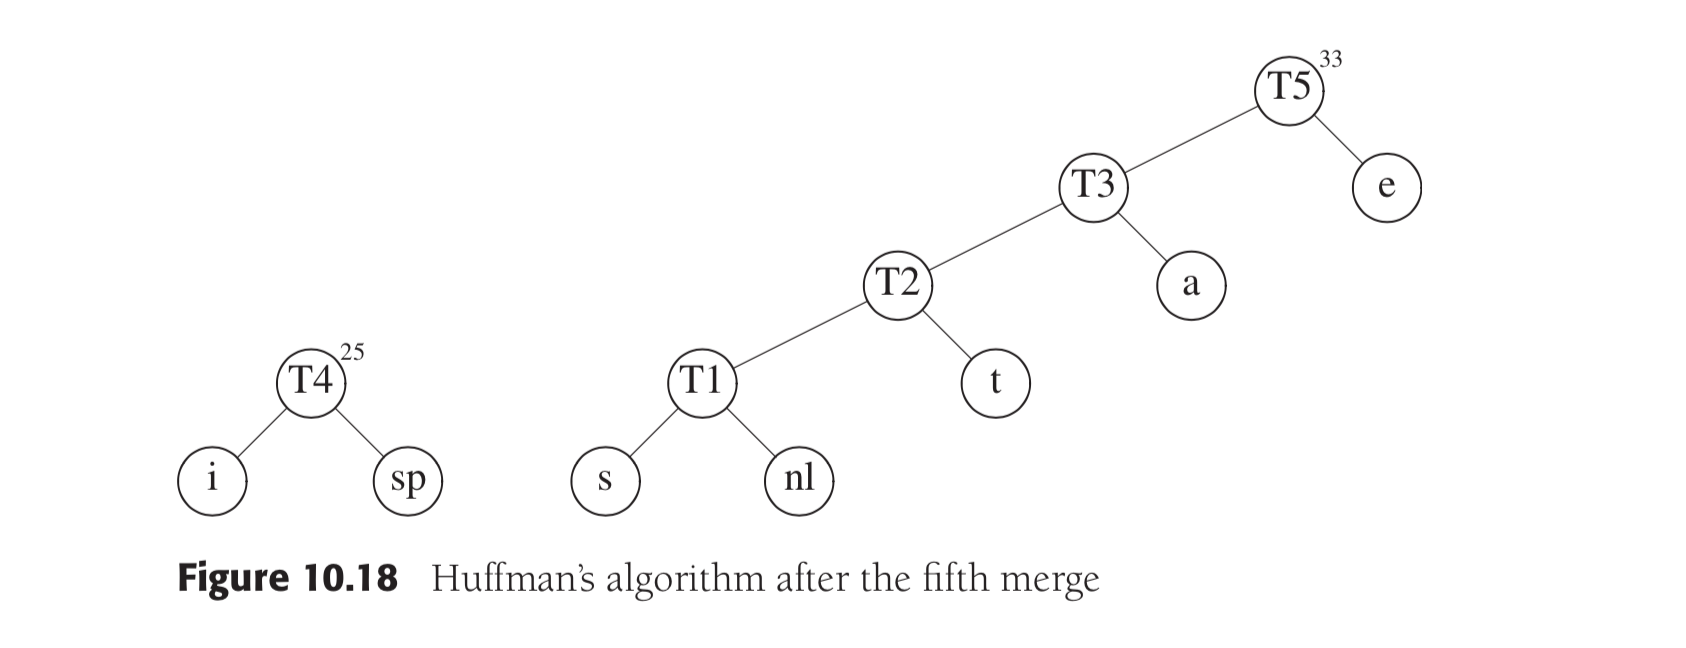 33
T5
T3
e
T2
a
25
T4
T1
t
i
sp
s
nl
Figure 10.18 Huffman’s algorithm after the fifth merge